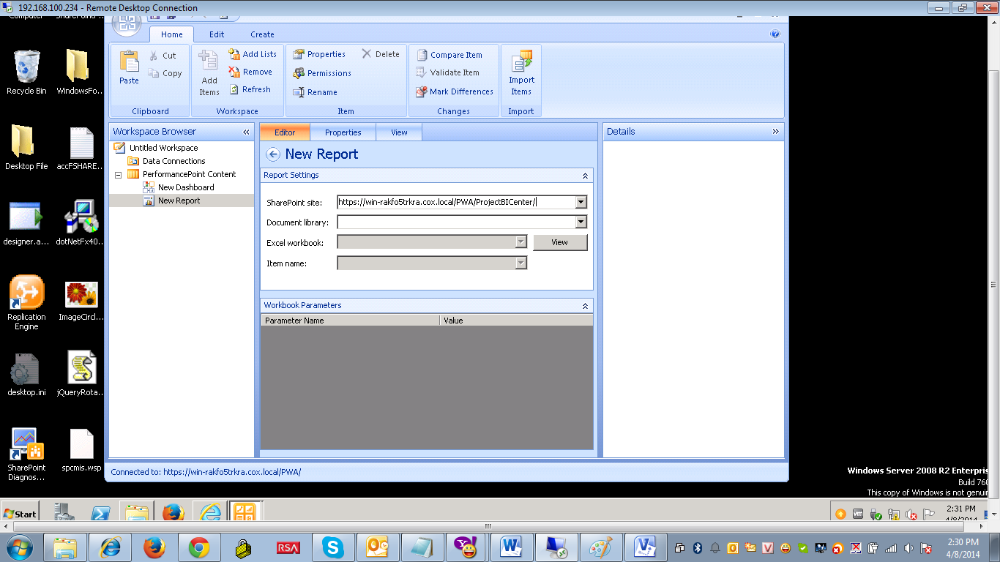 192.168.100.234 - Remote Desktop Connection
Home
Edit
Create
Paste
Cut
Copy
Clipboard
Add Items
Add Lists
Remove
Refresh
Workspace
Properties
Delete
Permissions
Rename
Item
Compare Item
Validate Item
Mark Differences
Changes
Import Items
Import
Recycle Bin
WindowsFo...
Desktop File
accFSHARE...
designer.a...
dotNetFx40...
Replication Engine
ImageCircl...
desktop.ini
jQueryRota...
SharePoint Diagnos...
spcmis.wsp
Workspace Browser
Untitled Workspace
Data Connections
PerformancePoint Content
New Dashboard
New Report
Editor
Properties
View
New Report
Report Settings
SharePoint site:
https://win-rakfo5trkra.cox.local/PWA/ProjectBICenter/
Document library:
Excel workbook:
View
Item name:
Workbook Parameters
Parameter Name
Value
Details
Connected to: https://win-rakfo5trkra.cox.local/PWA/
Windows Server 2008 R2 Enterpris
Build 760
This copy of Windows is not genuin
Start
2:31 PM
4/8/2014
RSA
2:30 PM
4/8/2014